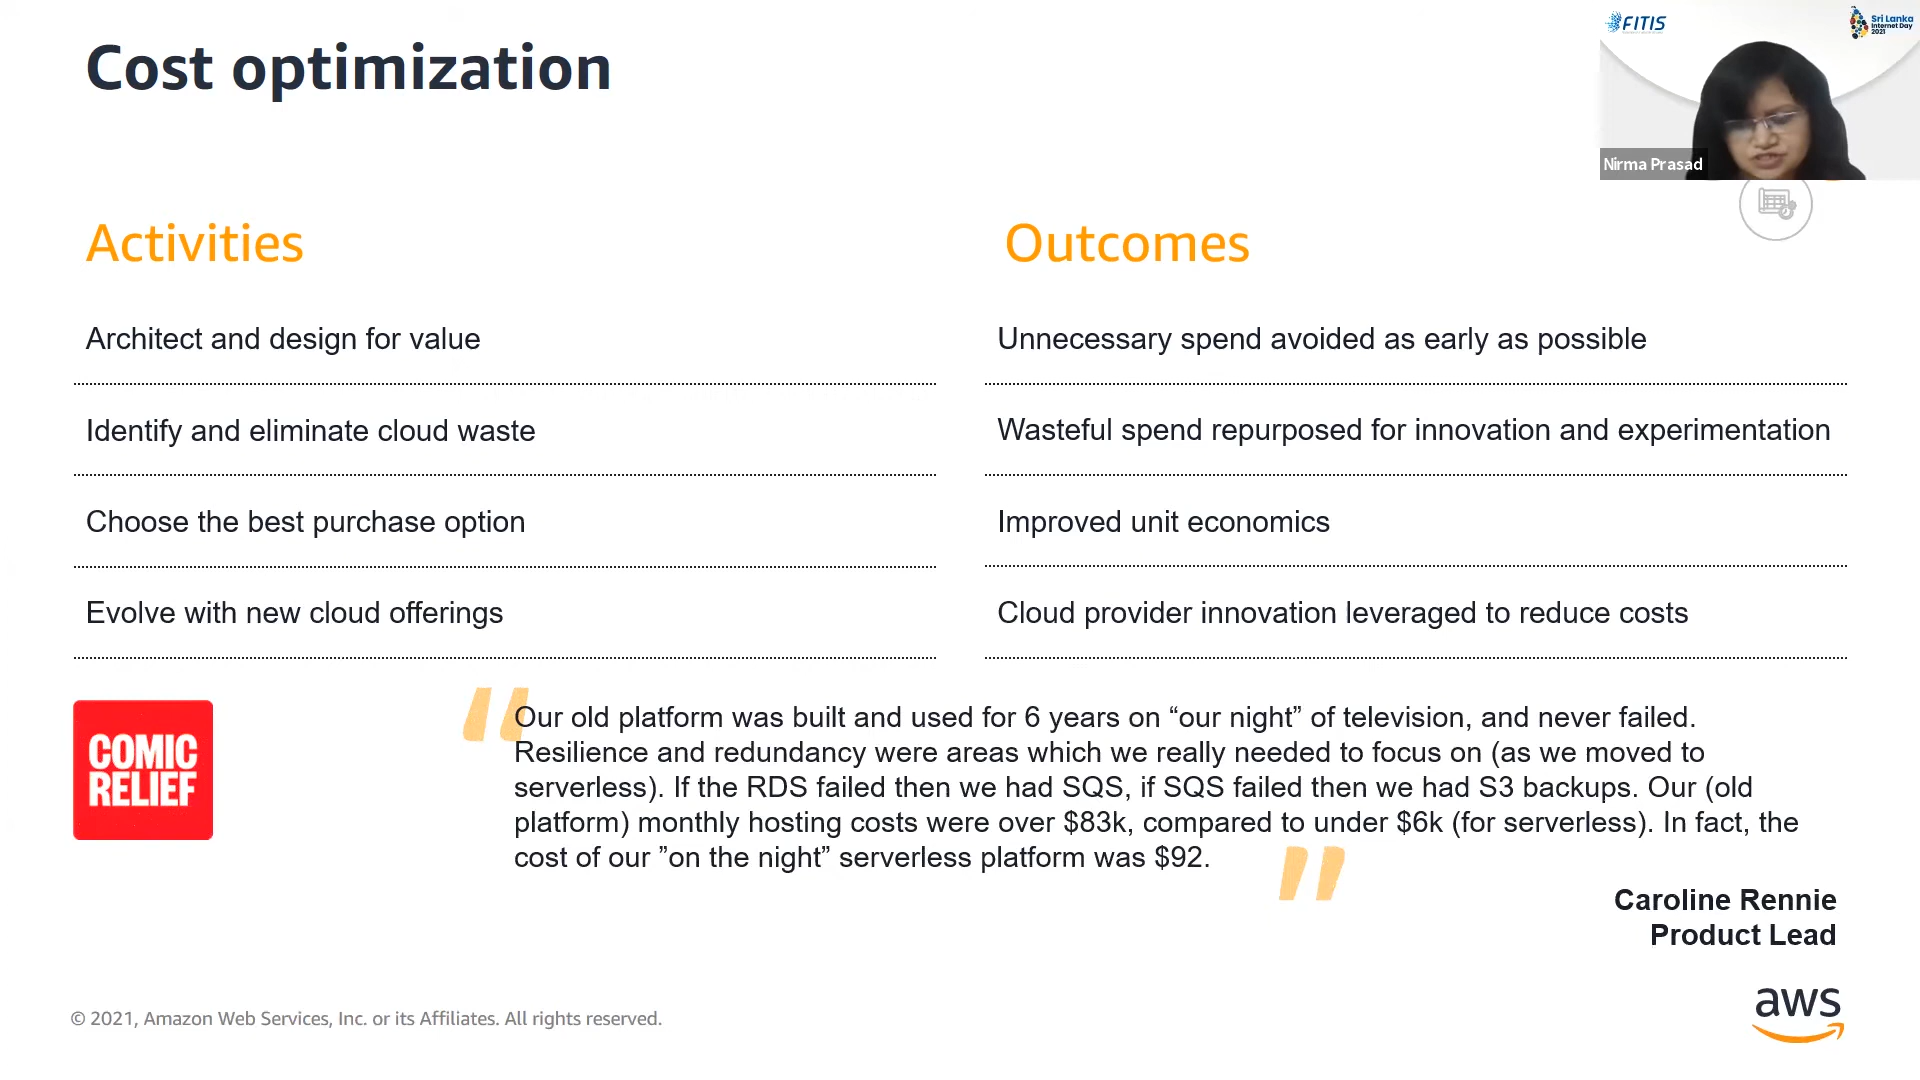 Cost optimization
FITIS
Sri Lanka
Internet Day
2021
Nirma Prasad
Activities
Outcomes
Architect and design for value
Unnecessary spend avoided as early as possible
Identify and eliminate cloud waste
Wasteful spend repurposed for innovation and experimentation
Choose the best purchase option
Improved unit economics
Evolve with new cloud offerings
Cloud provider innovation leveraged to reduce costs
COMIC
RELIEF
“
Our old platform was built and used for 6 years on “our night” of television, and never failed.
Resilience and redundancy were areas which we really needed to focus on (as we moved to
serverless). If the RDS failed then we had SQS, if SQS failed then we had S3 backups. Our (old
platform) monthly hosting costs were over $83k, compared to under $6k (for serverless). In fact, the
cost of our ”on the night” serverless platform was $92.
”
Caroline Rennie
Product Lead
© 2021, Amazon Web Services, Inc. or its Affiliates. All rights reserved.
aws